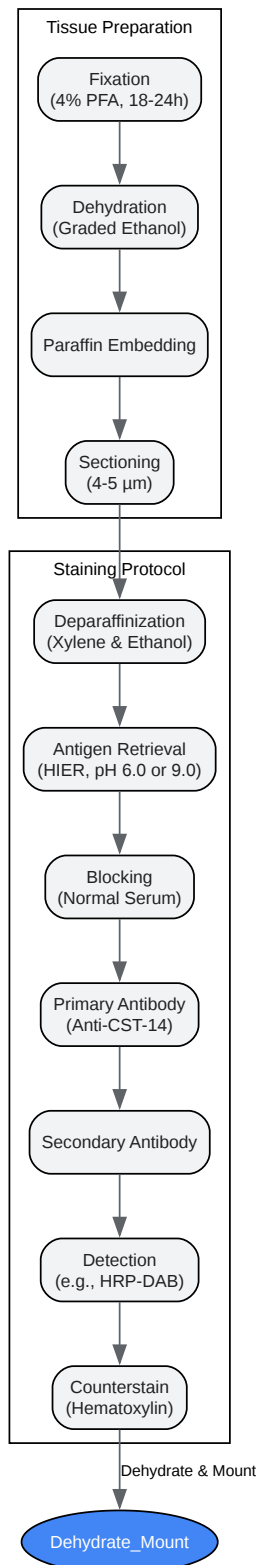 Tissue Preparation
Fixation
(4% PFA, 18-24h)
Dehydration
(Graded Ethanol)
Paraffin Embedding
Sectioning
(4-5 µm)
Staining Protocol
Deparaffinization
(Xylene & Ethanol)
Antigen Retrieval
(HIER, pH 6.0 or 9.0)
Blocking
(Normal Serum)
Primary Antibody
(Anti-CST-14)
Secondary Antibody
Detection
(e.g., HRP-DAB)
Counterstain
(Hematoxylin)
Dehydrate & Mount
Dehydrate_Mount